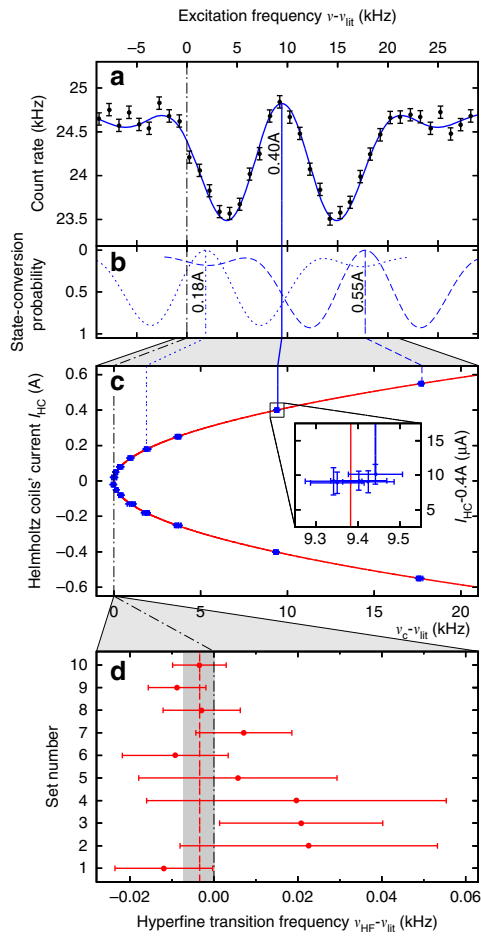 Excitation frequency ν-ν_lit (kHz)
−5 0 5 10 15 20 25
a
Count rate (kHz)
25
24.5
24
23.5
0.40A
b
State-conversion
probability
0
0.5
1
0.18A
0.55A
c
Helmholtz coils' current I_HC (A)
0.6
0.4
0.2
0
−0.2
−0.4
−0.6
15
10
5
I_HC-0.4A (µA)
9.3 9.4 9.5
0 5 10 15 20
ν_c-ν_lit (kHz)
d
Set number
10
9
8
7
6
5
4
3
2
1
−0.02 0.00 0.02 0.04 0.06
Hyperfine transition frequency ν_HF-ν_lit (kHz)